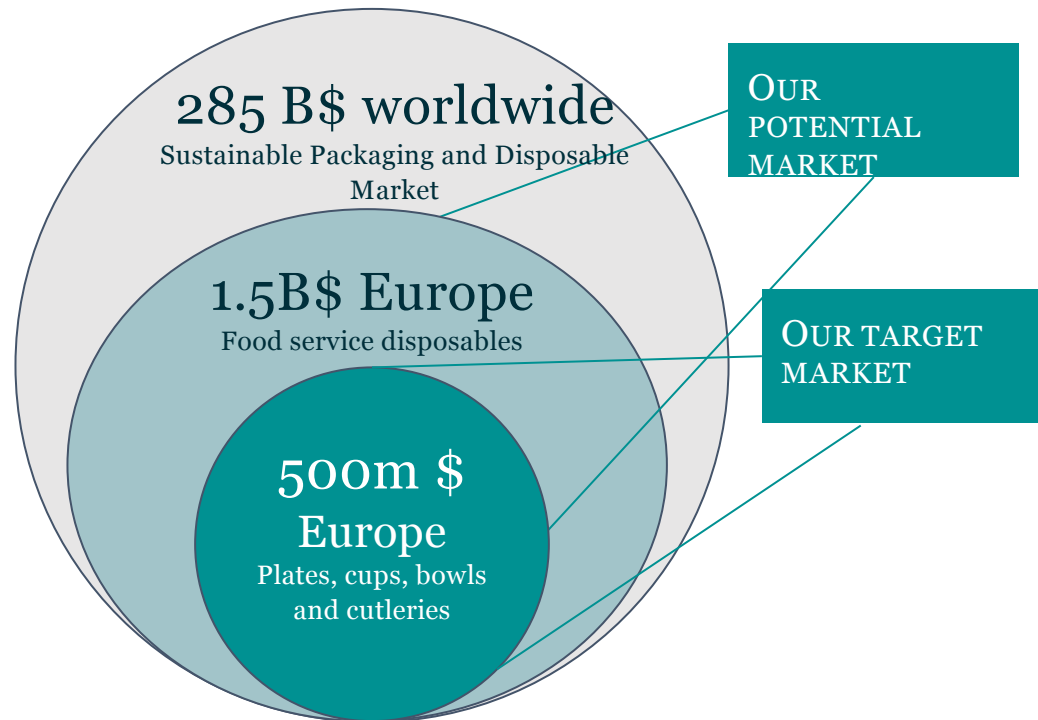 285 B$ worldwide
Sustainable Packaging and Disposable
Market
1.5B$ Europe
Food service disposables
500m $
Europe
Plates, cups, bowls
and cutleries
OUR
POTENTIAL
MARKET
OUR TARGET
MARKET